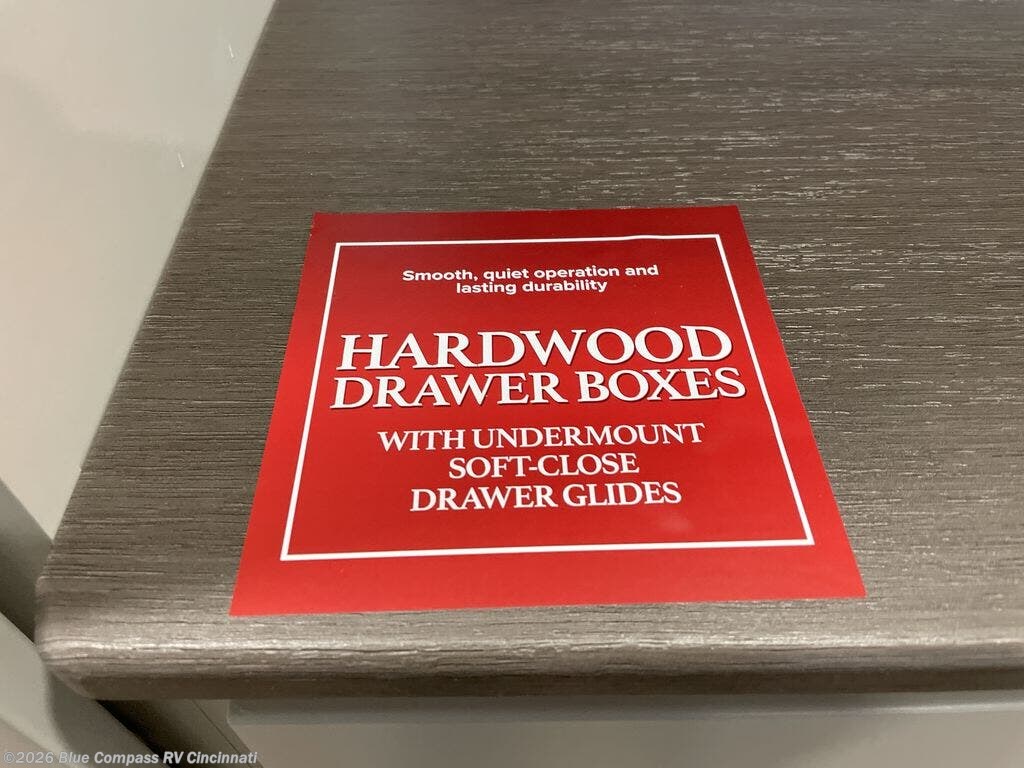 Smooth, quiet operation and
lasting durability
HARDWOOD
DRAWER BOXES
WITH UNDERMOUNT
SOFT-CLOSE
DRAWER GLIDES
©2026 Blue Compass RV Cincinnati